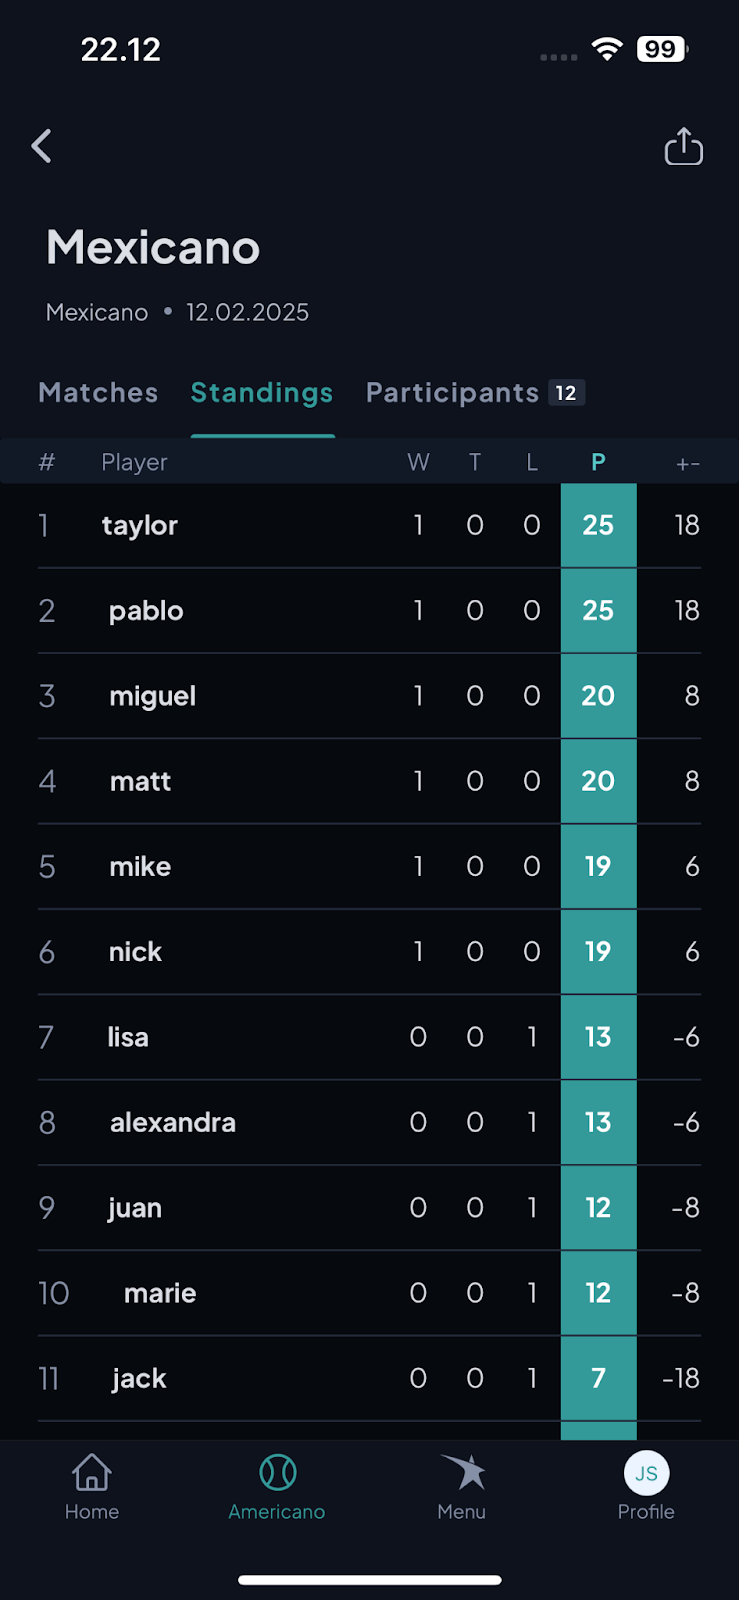 22.12 99
Mexicano
Mexicano • 12.02.2025
Matches Standings Participants 12
# Player W T L P +-
1 taylor 1 0 0 25 18
2 pablo 1 0 0 25 18
3 miguel 1 0 0 20 8
4 matt 1 0 0 20 8
5 mike 1 0 0 19 6
6 nick 1 0 0 19 6
7 lisa 0 0 1 13 -6
8 alexandra 0 0 1 13 -6
9 juan 0 0 1 12 -8
10 marie 0 0 1 12 -8
11 jack 0 0 1 7 -18
JS
Home Americano Menu Profile